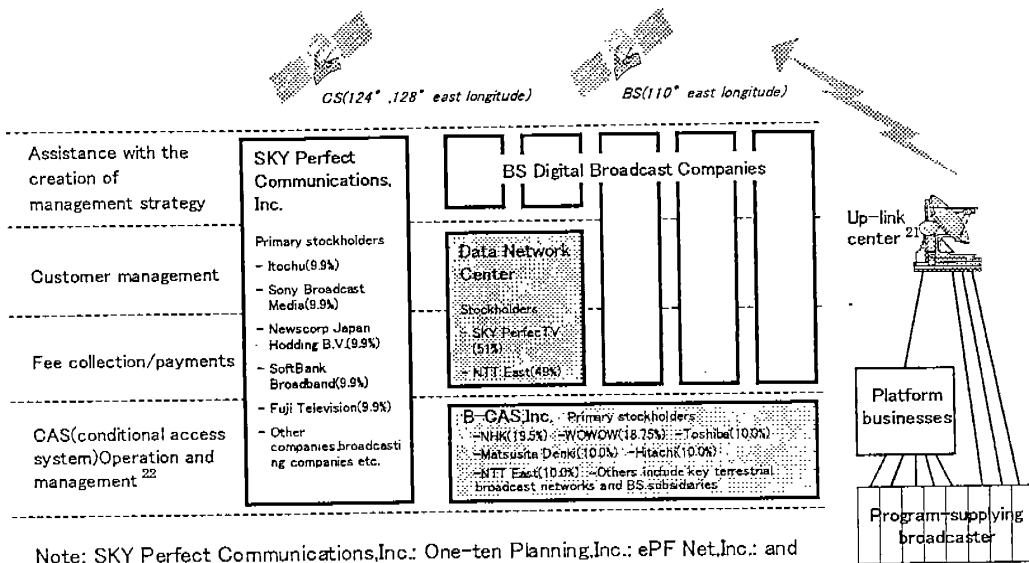 CS(124° ,128° east longitude)
BS(110° east longitude)
Assistance with the
creation of
management strategy
Customer management
Fee collection/payments
CAS(conditional access
system)Operation and
management 22
SKY Perfect
Communications,
Inc.
Primary stockholders
- Itochu(9.9%)
- Sony Broadcast
Media(9.9%)
- Newscorp Japan
Hodding B.V.(9.9%)
- SoftBank
Broadband(9.9%)
- Fuji Television(9.9%)
- Other
companies,broadcasti
ng companies etc.
BS Digital Broadcast Companies
Data Network
Center
Stockholders
- SKY PerfecTV
(51%)
- NTT East(49%)
B-CAS,Inc. Primary stockholders
-NHK(19.5%) -WOWOW(18.75%) -Toshiba(10.0%)
-Matsusita Denki(10.0%) -Hitachi(10.0%)
-NTT East(10.0%) -Others include key terrestrial
broadcast networks and BS subsidiaries
Up-link
center 21
Platform
businesses
Program-supplying
broadcaster
Note: SKY Perfect Communications,Inc.; One-ten Planning,Inc.; ePF Net,Inc.; and